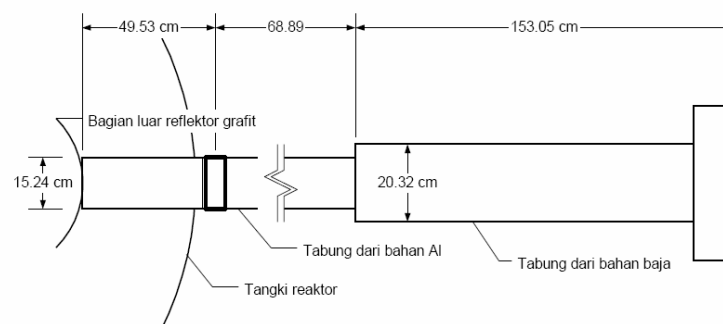 49.53 cm
68.89
153.05 cm
Bagian luar reflektor grafit
15.24 cm
20.32 cm
Tabung dari bahan Al
Tabung dari bahan baja
Tangki reaktor